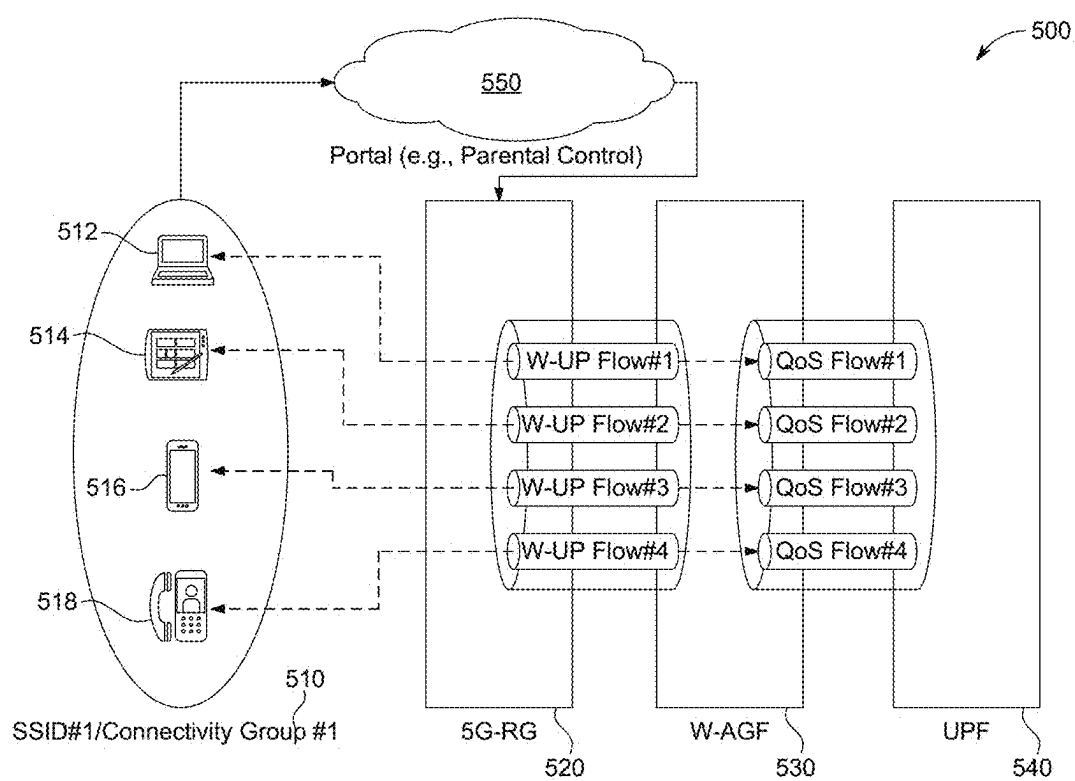 500
550
Portal (e.g., Parental Control)
512
514
516
518
W-UP Flow#1
QoS Flow#1
W-UP Flow#2
QoS Flow#2
W-UP Flow#3
QoS Flow#3
W-UP Flow#4
QoS Flow#4
510
SSID#1/Connectivity Group #1
5G-RG
W-AGF
UPF
520
530
540